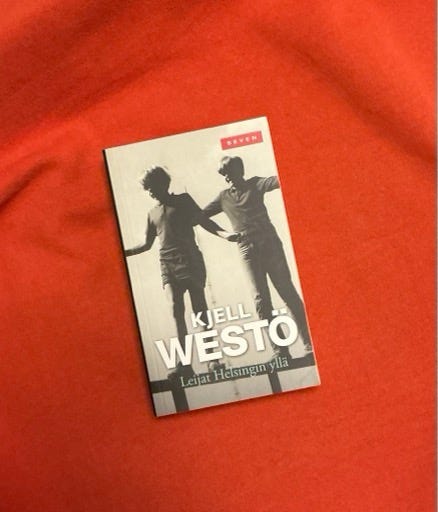 SEVEN
KJELL
WESTÖ
Leijat Helsingin yllä